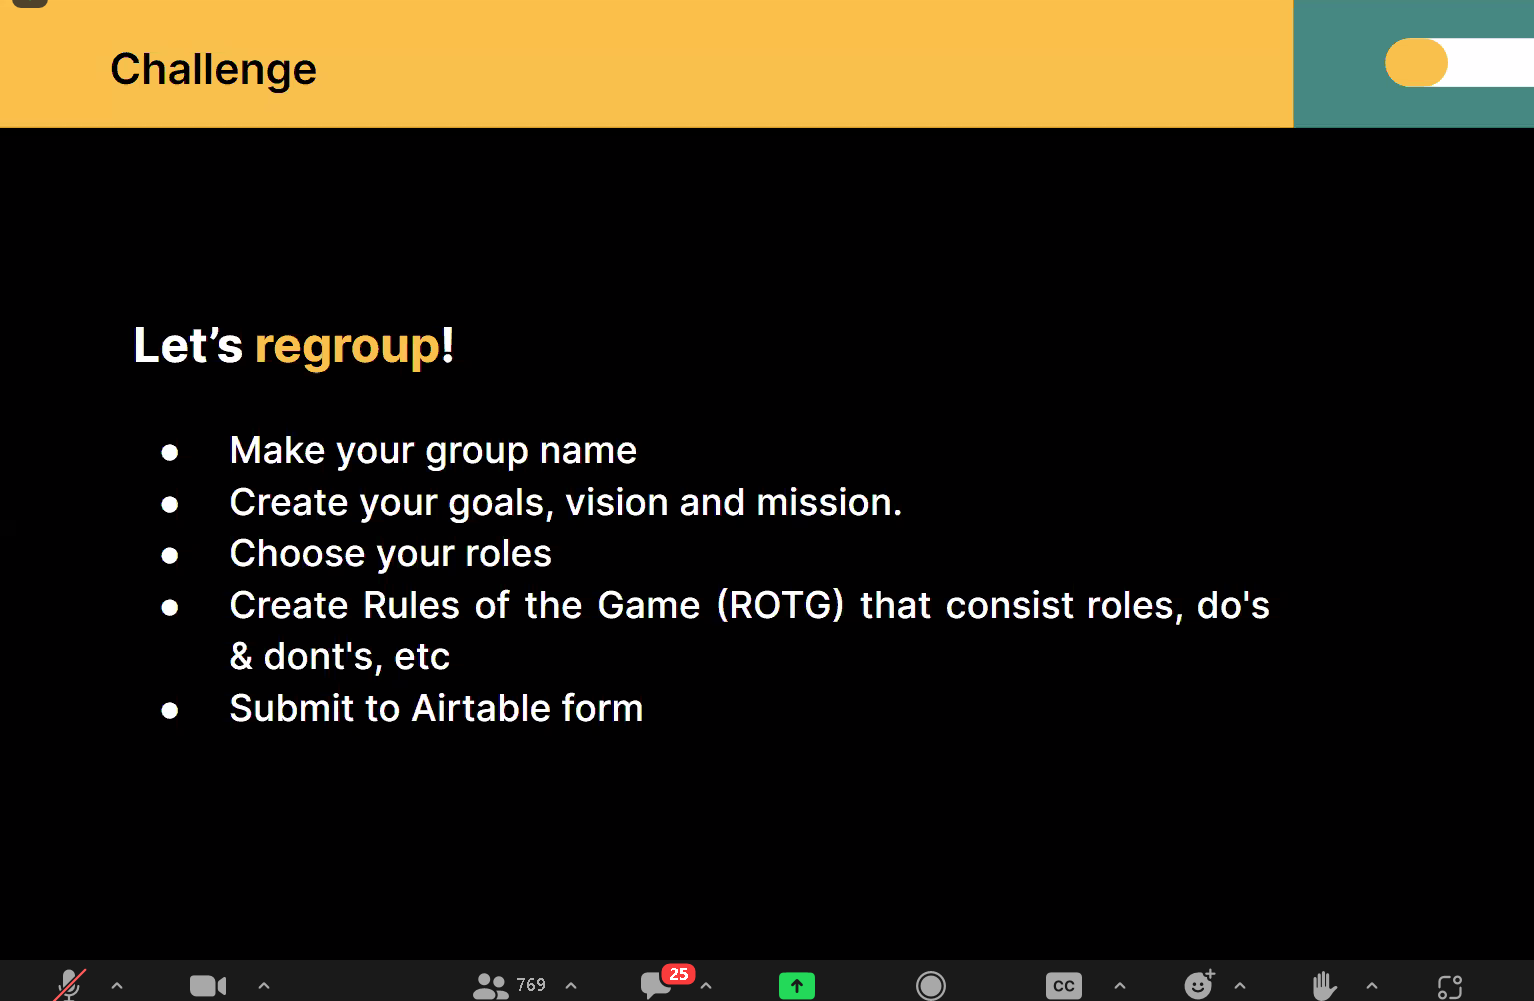 Challenge
Let’s regroup!
● Make your group name
● Create your goals, vision and mission.
● Choose your roles
● Create Rules of the Game (ROTG) that consist roles, do's
& dont's, etc
● Submit to Airtable form
769
25
CC